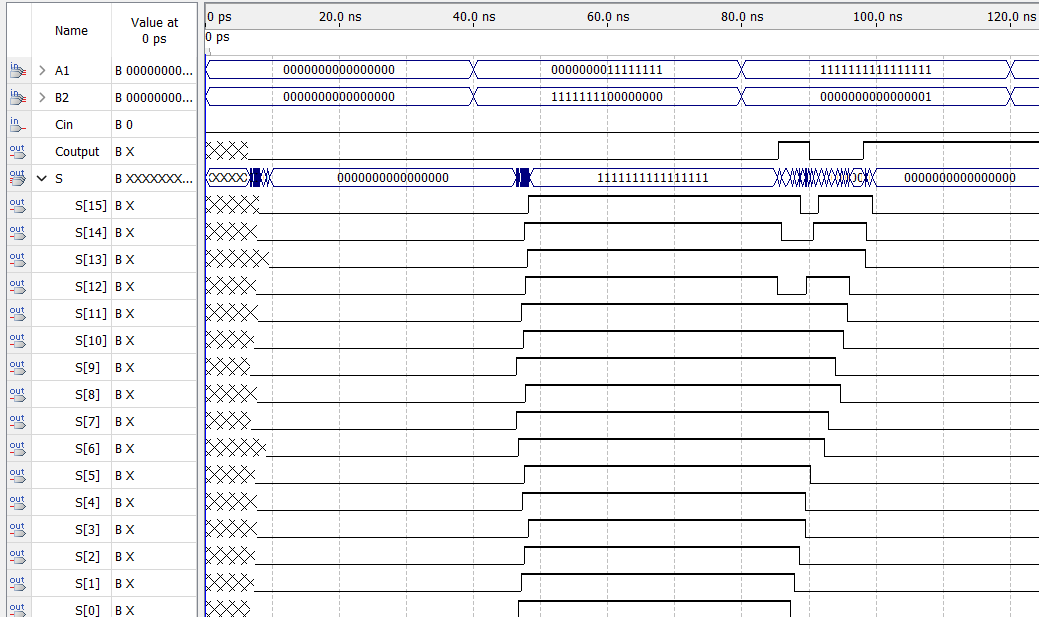 Name Value at 0 ps 0 ps 20.0 ns 40.0 ns 60.0 ns 80.0 ns 100.0 ns 120.0 ns
0 ps
in A1 B 00000000... 0000000000000000 0000000011111111 1111111111111111
in B2 B 00000000... 0000000000000000 1111111100000000 0000000000000001
in Cin B 0
out Coutput B X
out S B XXXXXXX... 0000000000000000 1111111111111111 0000000000000000
out S[15] B X
out S[14] B X
out S[13] B X
out S[12] B X
out S[11] B X
out S[10] B X
out S[9] B X
out S[8] B X
out S[7] B X
out S[6] B X
out S[5] B X
out S[4] B X
out S[3] B X
out S[2] B X
out S[1] B X
out S[0] B X